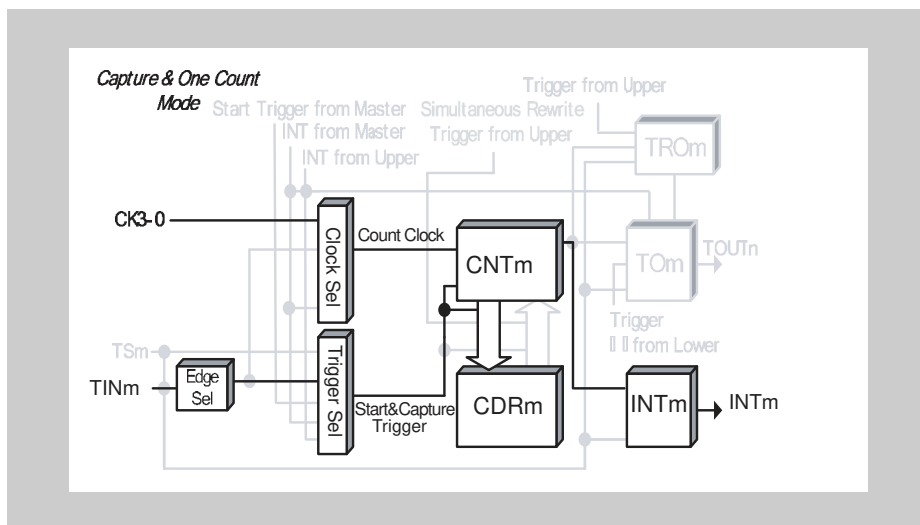 Capture & One Count
Mode
Trigger from Upper
Start Trigger from Master
Simultaneous Rewrite
INT from Master
Trigger from Upper
INT from Upper
TROm
CK3-0
Clock Sel
Count Clock
CNTm
TOm
TOUTn
Trigger
from Lower
TSm
TINm
Edge
Sel
Trigger Sel
Start&Capture
Trigger
CDRm
INTm
INTm